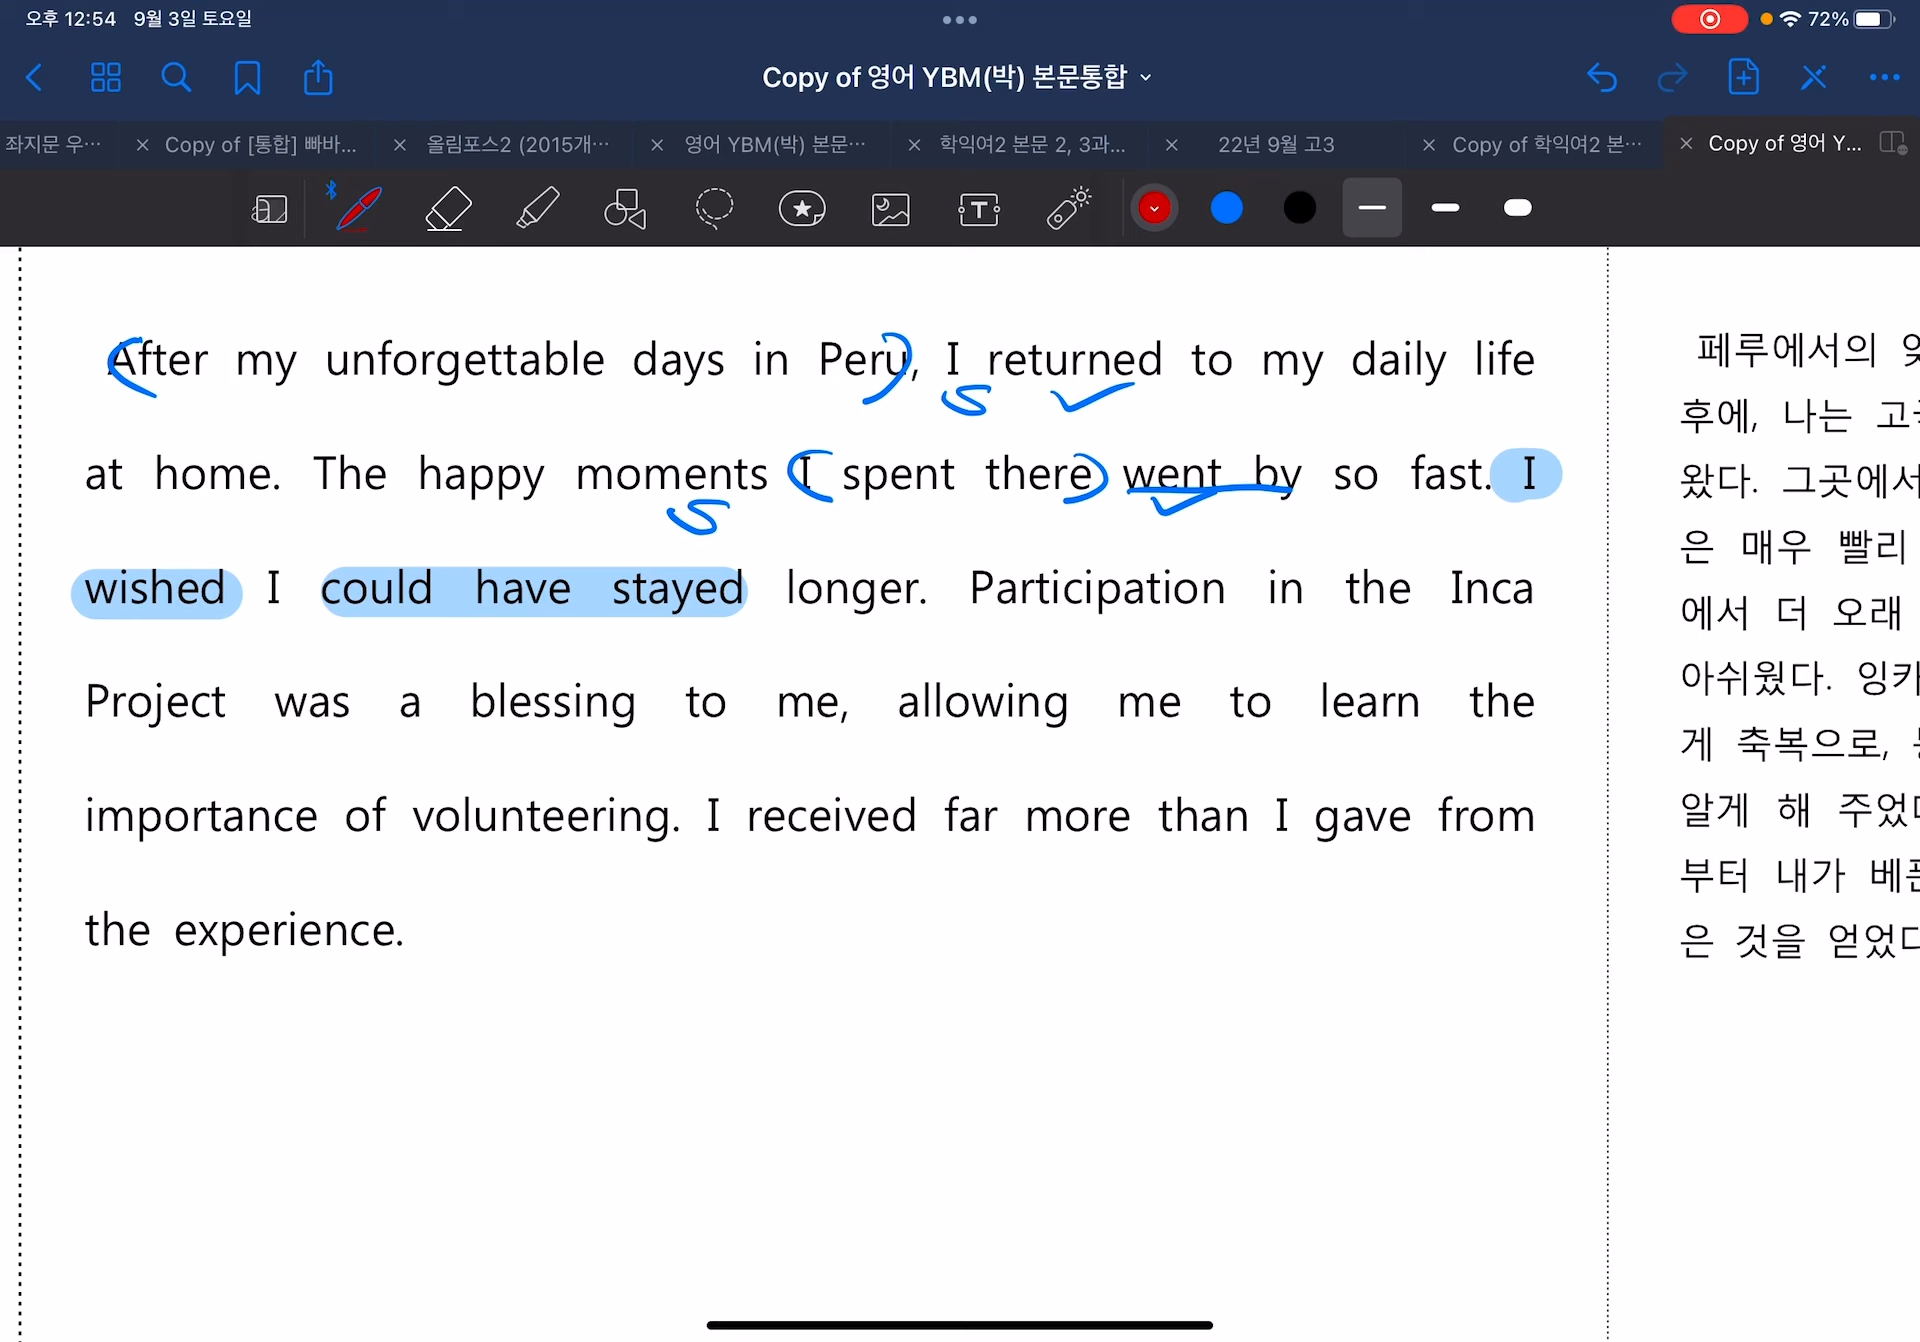 오후 12:54 9월 3일 토요일
72%
Copy of 영어 YBM(박) 본문통합
좌지문 우…
Copy of [통합] 빠바...
올림포스2 (2015개…
영어 YBM(박) 본문…
학익여2 본문 2, 3과...
22년 9월 고3
Copy of 학익여2 본…
Copy of 영어 Y...
After my unforgettable days in Peru, I returned to my daily life
S
at home. The happy moments I spent there went by so fast. I
S
wished I could have stayed longer. Participation in the Inca
Project was a blessing to me, allowing me to learn the
importance of volunteering. I received far more than I gave from
the experience.
페루에서의
후에, 나는
왔다. 그곳에서
은 매우 빨리
에서 더 오래
아쉬웠다.
게 축복으로,
알게 해
부터 내가
은 것을